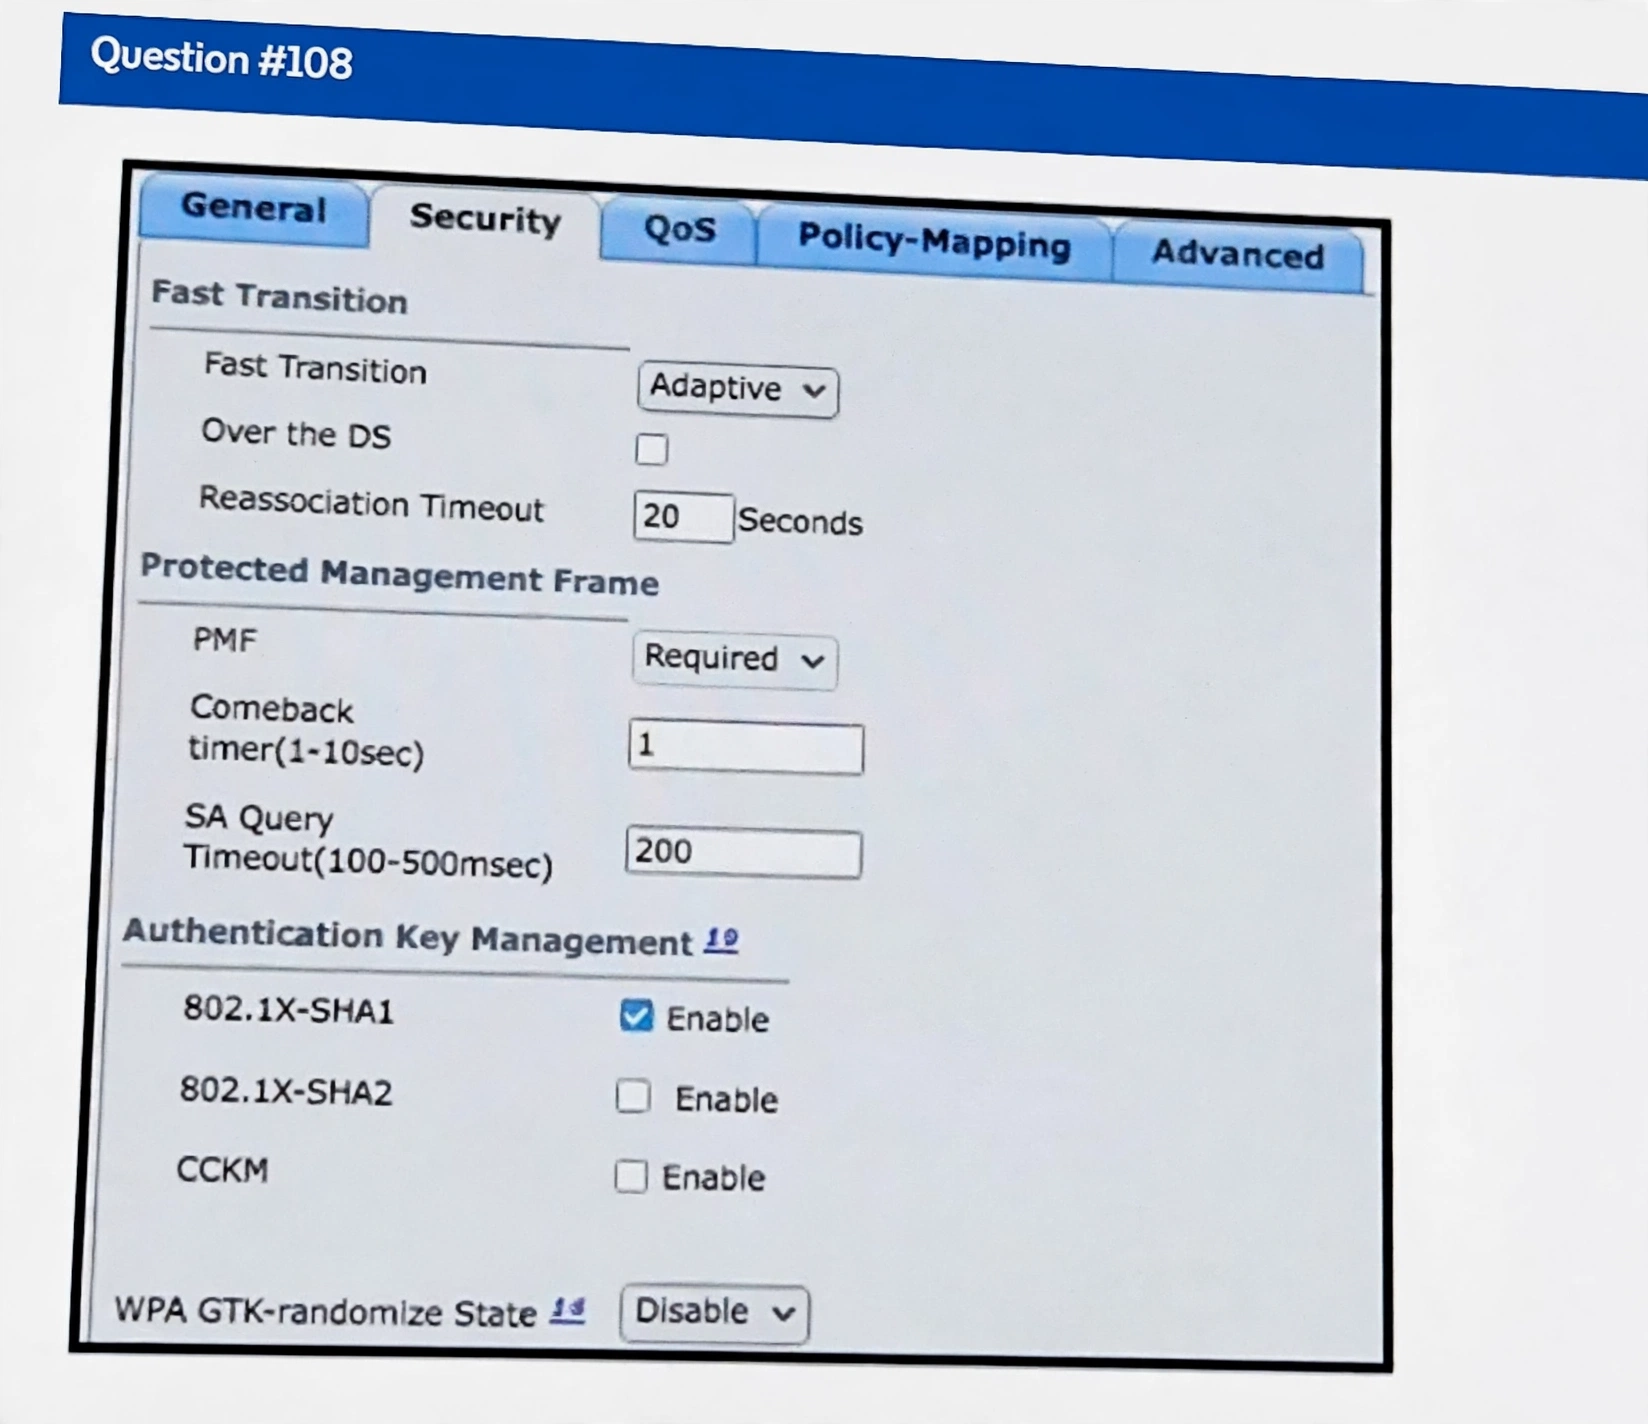 Question #108
General Security QoS Policy-Mapping Advanced
Fast Transition
Fast Transition Adaptive
Over the DS
Reassociation Timeout 20 Seconds
Protected Management Frame
PMF Required
Comeback
timer(1-10sec) 1
SA Query
Timeout(100-500msec) 200
Authentication Key Management 19
802.1X-SHA1 Enable
802.1X-SHA2 Enable
CCKM Enable
WPA GTK-randomize State Disable